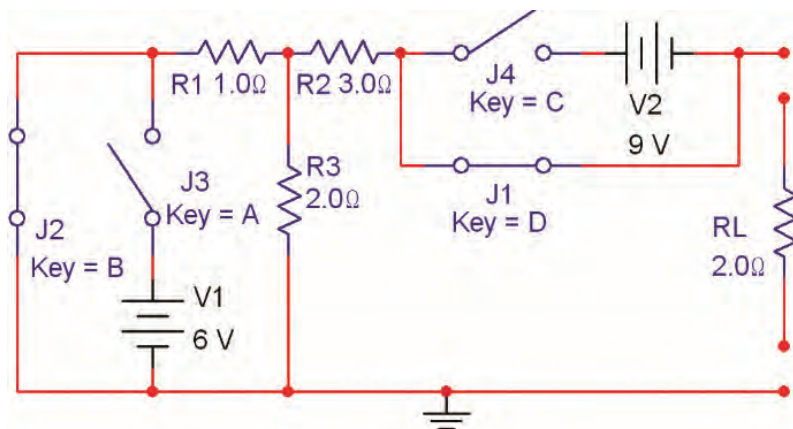 R1 1.0Ω
R2 3.0Ω
J4
Key = C
V2
9 V
J3
Key = A
R3
2.0Ω
J1
Key = D
J2
Key = B
RL
2.0Ω
V1
6 V